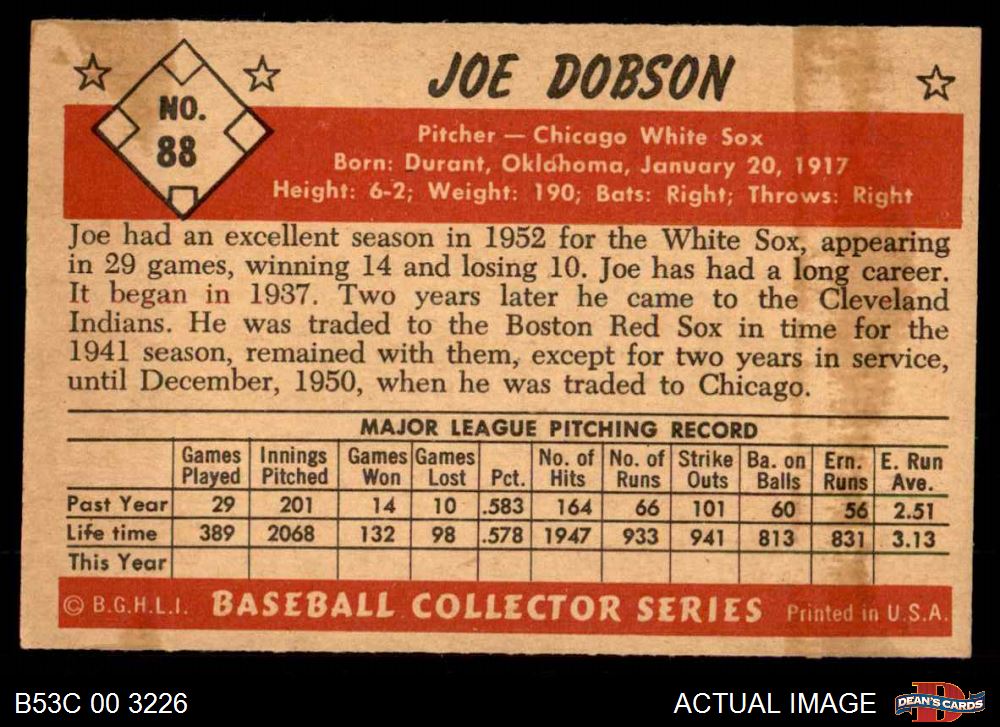 JOE DOBSON
NO.
88
Pitcher — Chicago White Sox
Born: Durant, Oklahoma, January 20, 1917
Height: 6-2; Weight: 190; Bats: Right; Throws: Right
Joe had an excellent season in 1952 for the White Sox, appearing
in 29 games, winning 14 and losing 10. Joe has had a long career.
It began in 1937. Two years later he came to the Cleveland
Indians. He was traded to the Boston Red Sox in time for the
1941 season, remained with them, except for two years in service,
until December, 1950, when he was traded to Chicago.
MAJOR LEAGUE PITCHING RECORD
Games Innings Games Games No. of No. of Strike Ba. on Ern. E. Run
Played Pitched Won Lost Pct. Hits Runs Outs Balls Runs Ave.
Past Year 29 201 14 10 .583 164 66 101 60 56 2.51
Life time 389 2068 132 98 .578 1947 933 941 813 831 3.13
This Year
© B.G.H.L.I. BASEBALL COLLECTOR SERIES Printed in U.S.A.
B53C 00 3226 ACTUAL IMAGE DEAN'S CARDS